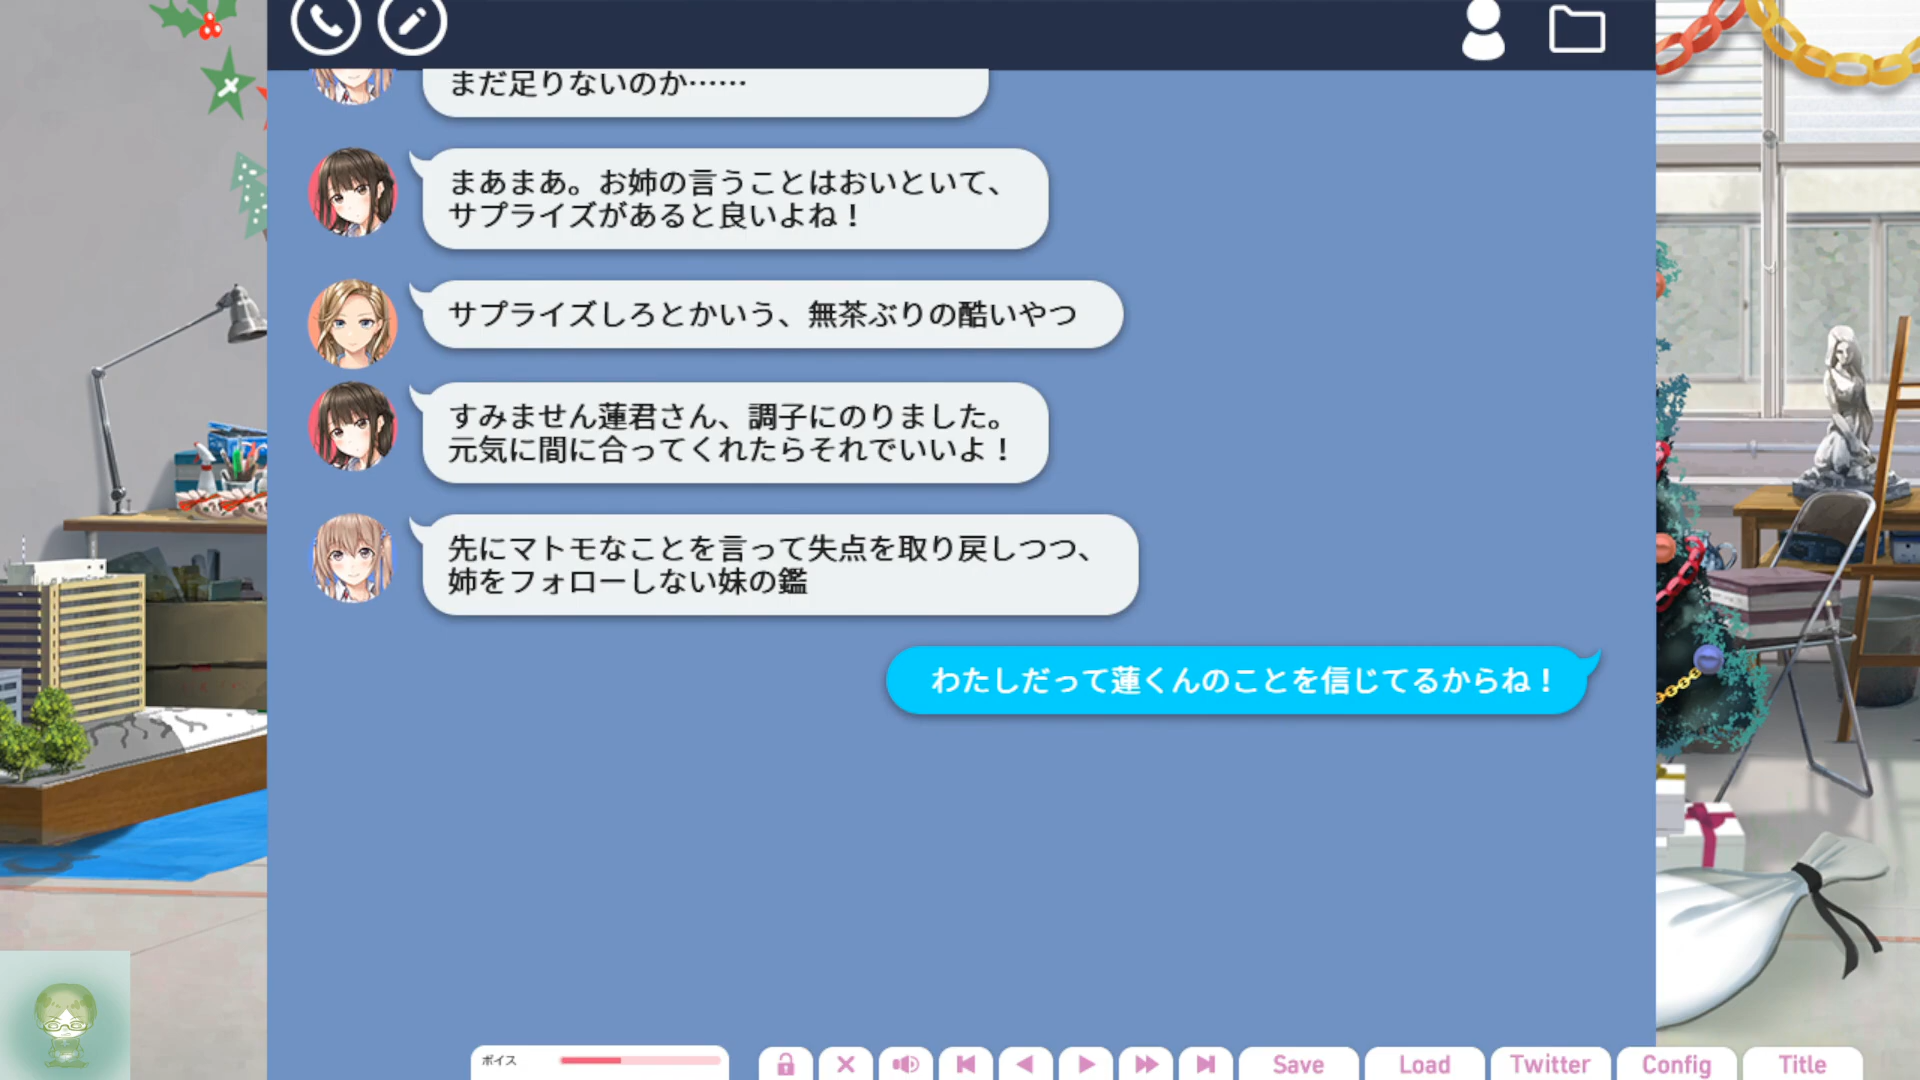 まだ足りないのか……
まあまあ。お姉の言うことはおいといて、
サプライズがあると良いよね！
サプライズしろとかいう、無茶ぶりの酷いやつ
すみません蓮君さん、調子にのりました。
元気に間に合ってくれたらそれでいいよ！
先にマトモなことを言って失点を取り戻しつつ、
姉をフォローしない妹の鑑
わたしだって蓮くんのことを信じてるからね！
ボイス
Save
Load
Twitter
Config
Title